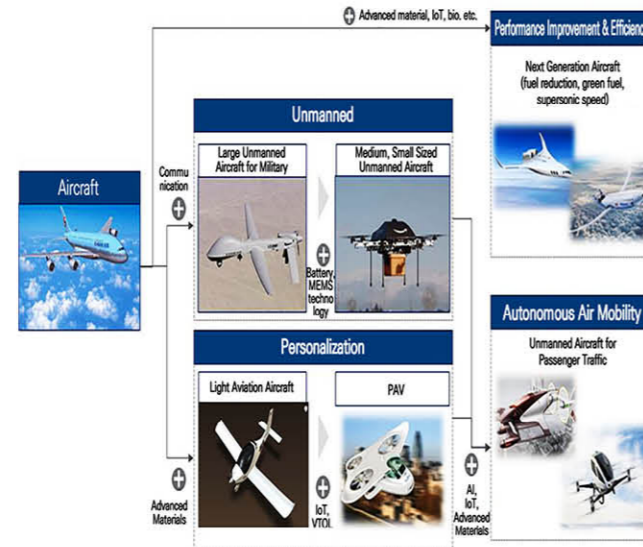 Advanced material, IoT, bio. etc.
Performance Improvement & Efficienc
Next Generation Aircraft
(fuel reduction, green fuel,
supersonic speed)
Unmanned
Large Unmanned
Aircraft for Military
Medium, Small Sized
Unmanned Aircraft
Commu
nication
Aircraft
Battery,
MEMS
techno
logy
Autonomous Air Mobility
Unmanned Aircraft for
Passenger Traffic
Personalization
Light Aviation Aircraft
PAV
Advanced
Materials
IoT,
VTOL
AI,
IoT,
Advanced
Materials